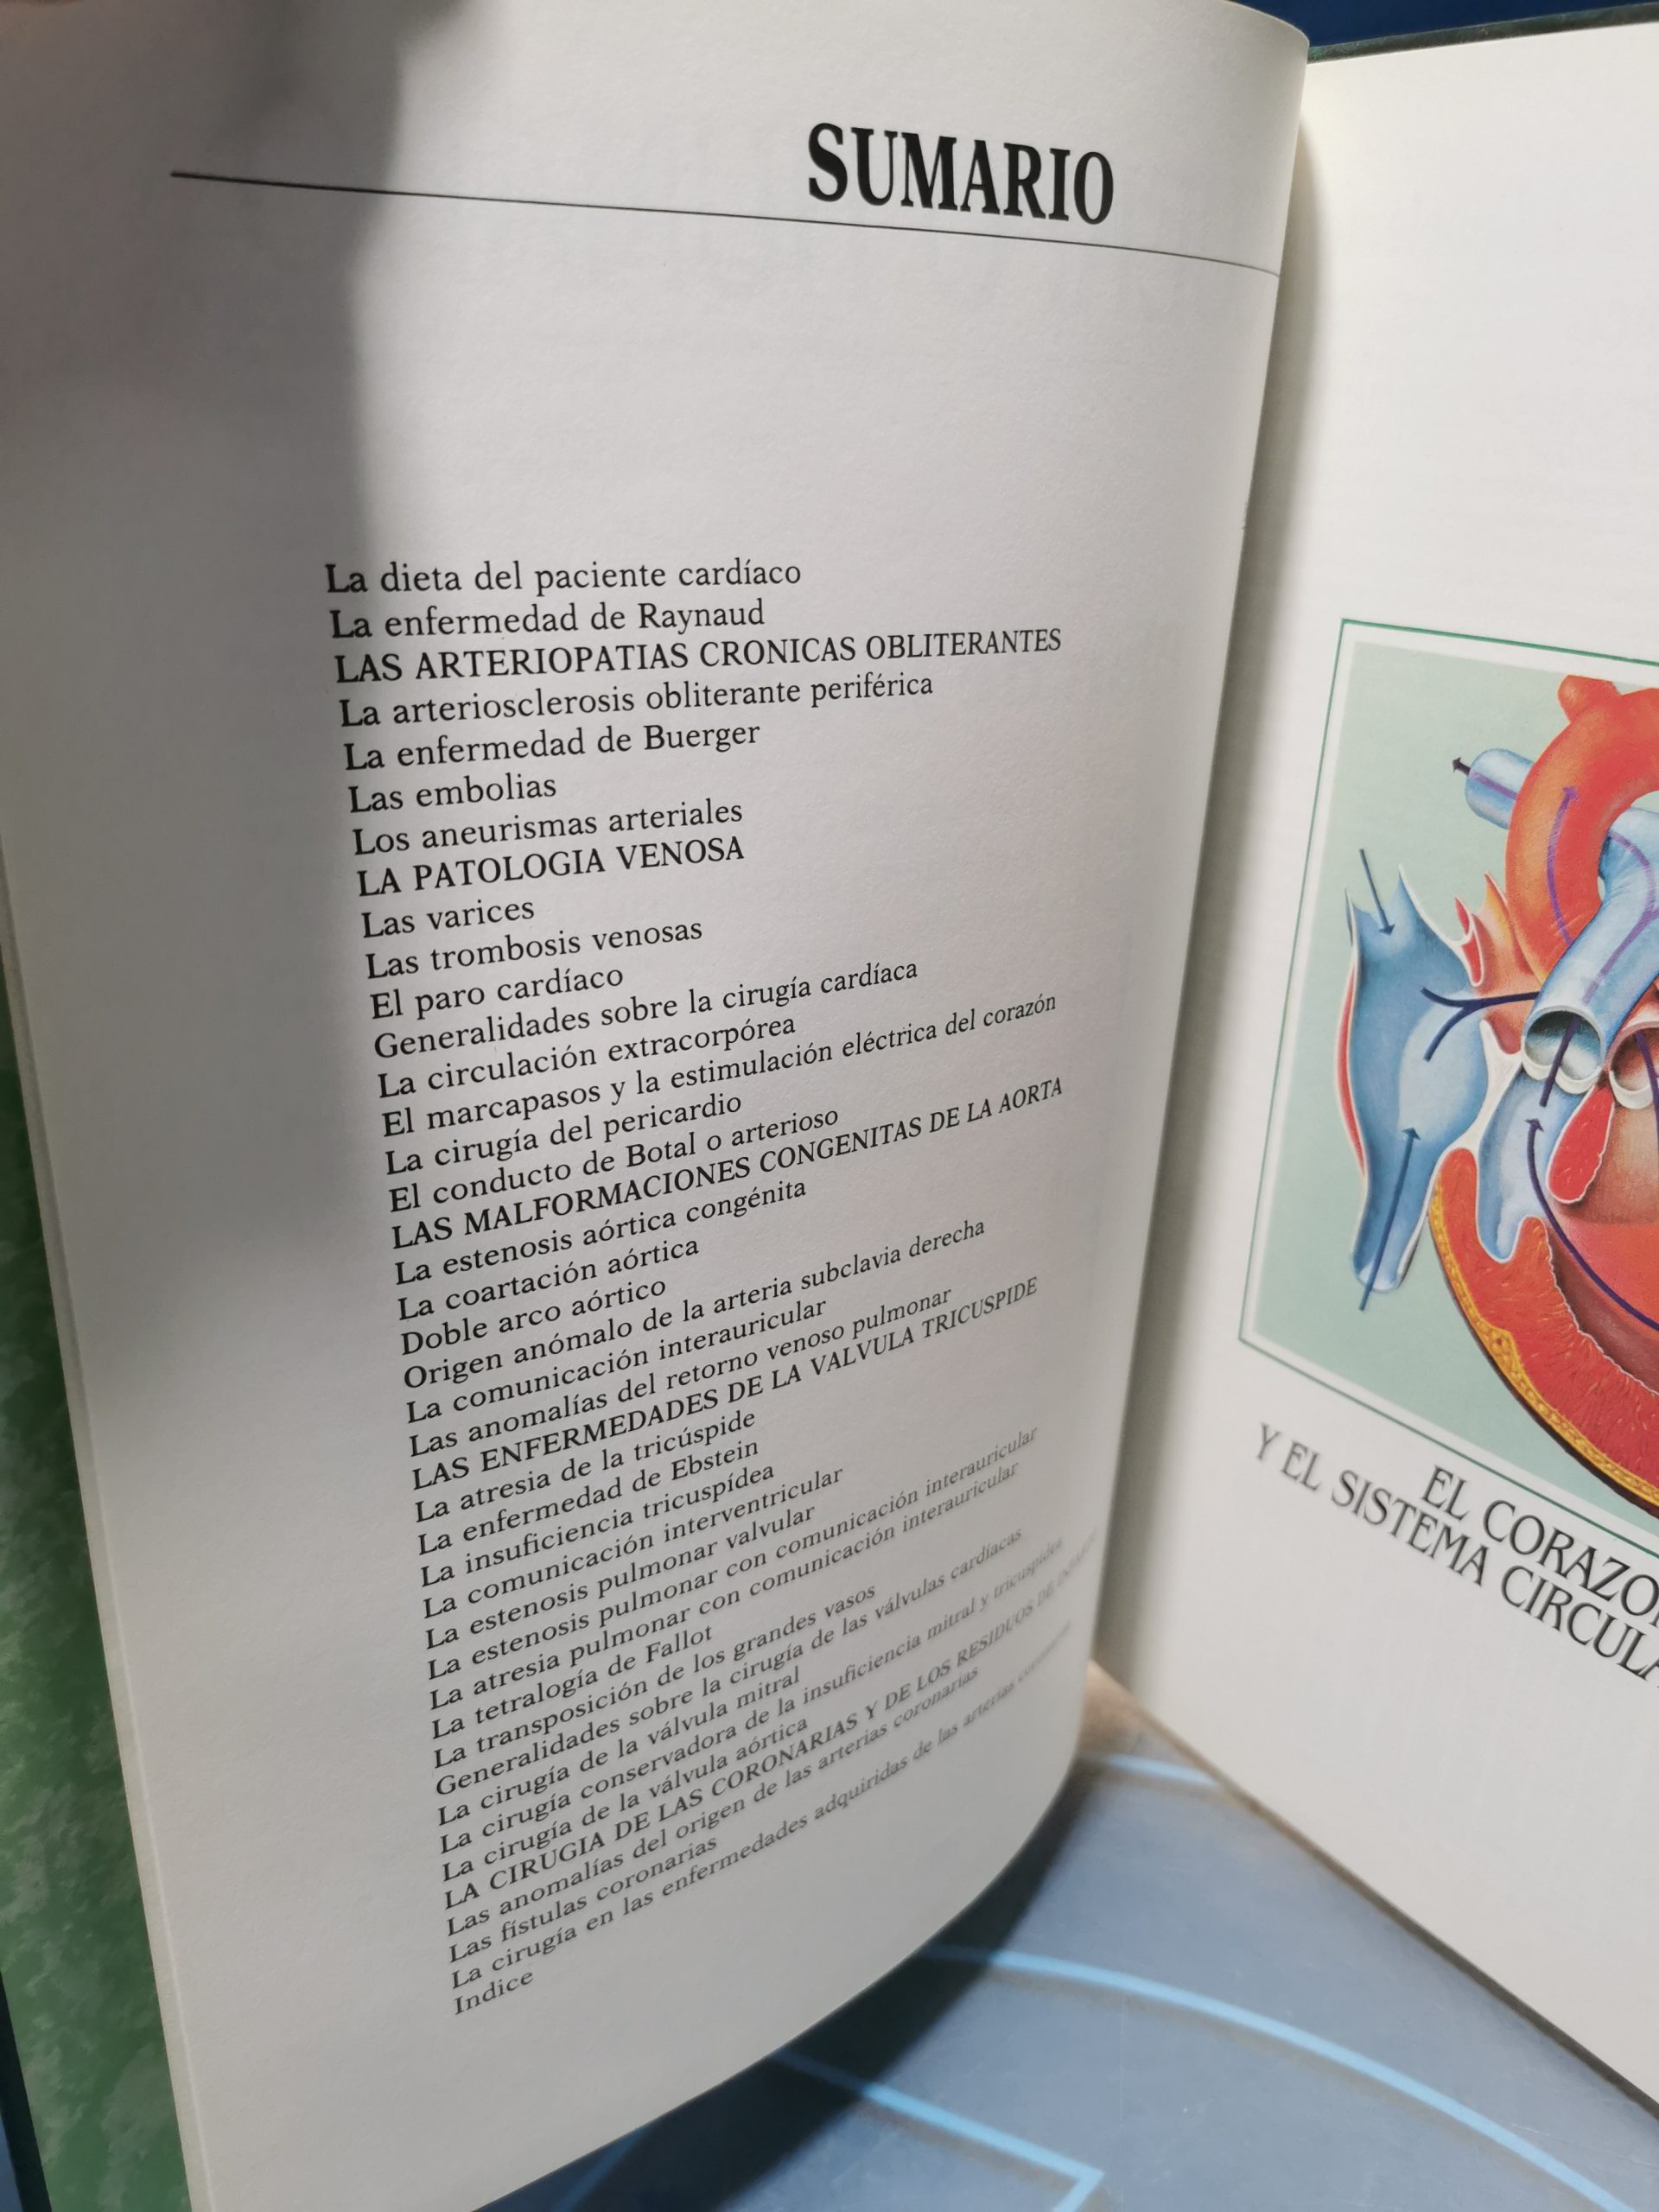 SUMARIO
La dieta del paciente cardíaco
La enfermedad de Raynaud
LAS ARTERIOPATIAS CRONICAS OBLITERANTES
La arteriosclerosis obliterante periférica
La enfermedad de Buerger
Las embolias
Los aneurismas arteriales
LA PATOLOGIA VENOSA
Las varices
Las trombosis venosas
El paro cardíaco
Generalidades sobre la cirugía cardíaca
La circulación extracorpórea
El marcapasos y la estimulación eléctrica del corazón
La cirugía del pericardio
El conducto de Botal o arterioso
LAS MALFORMACIONES CONGENITAS DE LA AORTA
La estenosis aórtica congénita
La coartación aórtica
Doble arco aórtico
Origen anómalo de la arteria subclavia derecha
La comunicación interauricular
Las anomalías del retorno venoso pulmonar
LAS ENFERMEDADES DE LA VALVULA TRICUSPIDE
La atresia de la tricúspide
La enfermedad de Ebstein
La insuficiencia tricuspídea
La comunicación interventricular
La estenosis pulmonar valvular
La estenosis pulmonar con comunicación interauricular
La atresia pulmonar con comunicación interauricular
La tetralogía de Fallot
La transposición de los grandes vasos
Generalidades sobre la cirugía de las válvulas cardíacas
La cirugía de la válvula mitral
La cirugía conservadora de la insuficiencia mitral y tricuspídea
La cirugía de la válvula aórtica
LA CIRUGIA DE LAS CORONARIAS Y DE LOS RESIDUOS DE
Las anomalías del origen de las arterias coronarias
Las fístulas coronarias
La cirugía en las enfermedades adquiridas de las arterias coronarias
Indice
EL CORAZO
Y EL SISTEMA CIRCULA